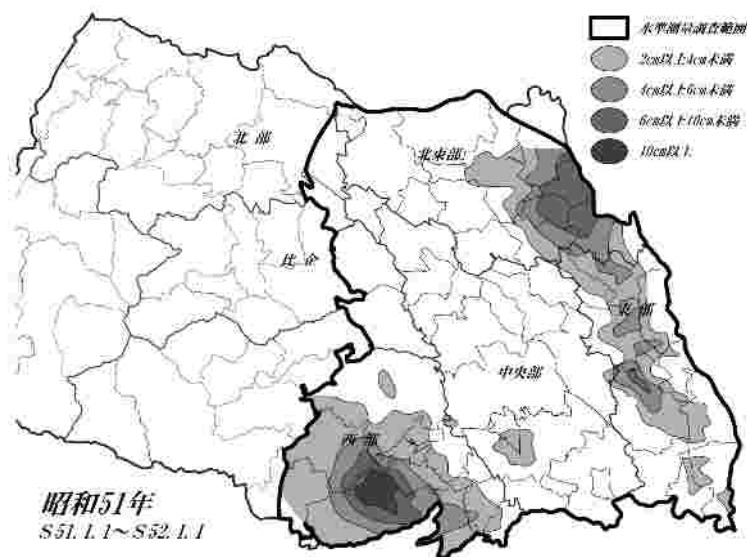 水準測量調査範囲
2cm以上4cm未満
4cm以上6cm未満
6cm以上10cm未満
10cm以上
北部
北東部
比企
東部
中央部
西部
昭和51年
S51.1.1～S52.1.1